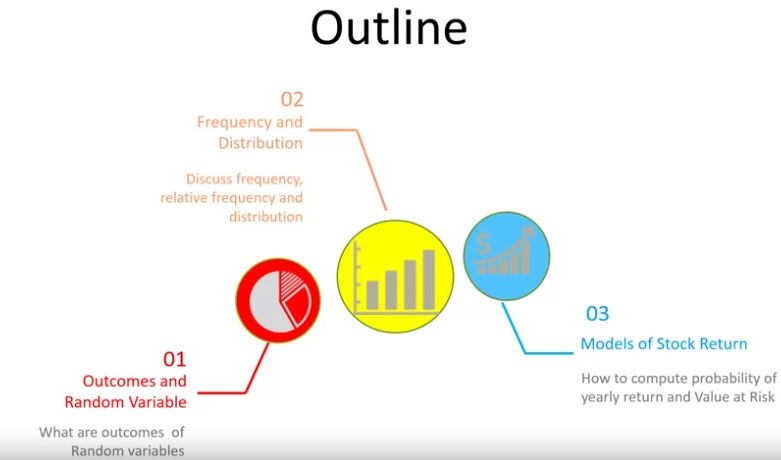 Outline
02
Frequency and
Distribution
Discuss frequency,
relative frequency and
distribution
$
03
Models of Stock Return
How to compute probability of
yearly return and Value at Risk
01
Outcomes and
Random Variable
What are outcomes of
Random variables